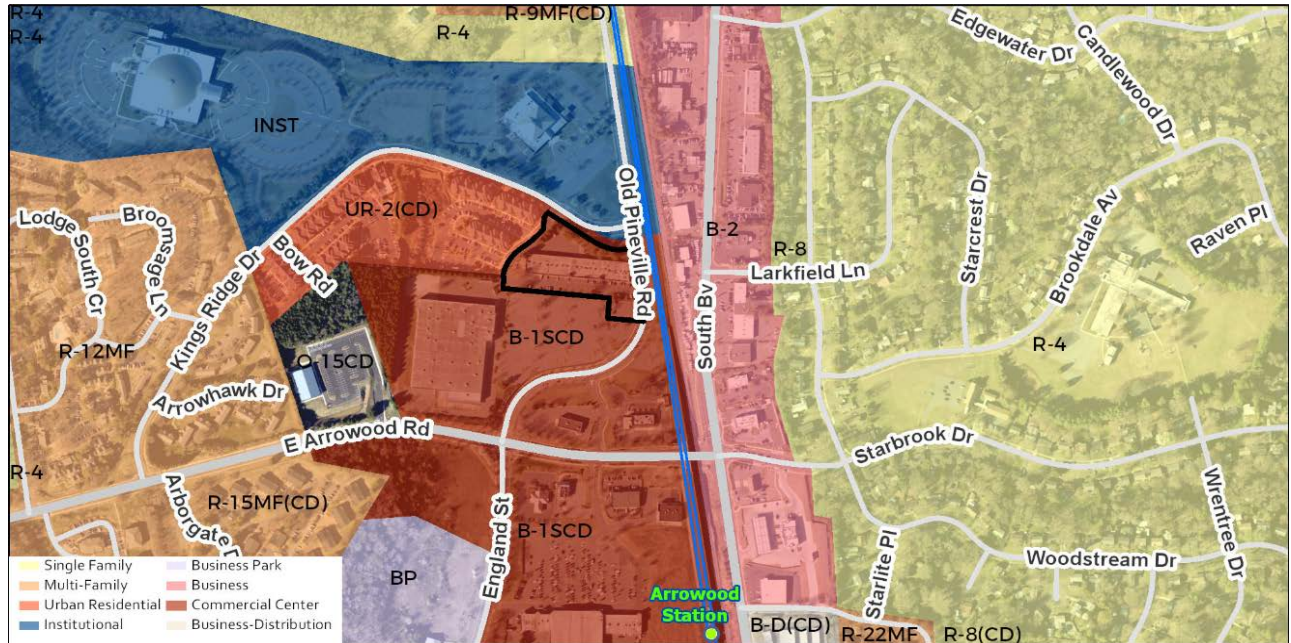 R-4
R-4
R-9MF(CD)
R-4
Edgewater Dr
Candlewood Dr
INST
Old Pineville Rd
UR-2(CD)
B-2
R-8
Larkfield Ln
Starcrest Dr
Brookdale Av
Raven Pl
Lodge South Cr
Broomsage Ln
Kings Ridge Dr
Bow Rd
R-12MF
O-15CD
B-1SCD
South Bv
R-4
Arrowhawk Dr
E Arrowood Rd
Starbrook Dr
Wrentree Dr
R-4
Arborgate D
R-15MF(CD)
B-1SCD
England St
BP
Starlite Pl
Woodstream Dr
Arrowood
Station
B-D(CD)
R-22MF
R-8(CD)
Single Family
Multi-Family
Urban Residential
Institutional
Business Park
Business
Commercial Center
Business-Distribution